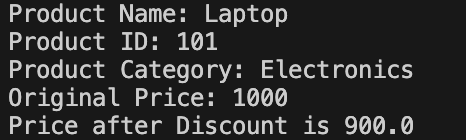 Product Name: Laptop
Product ID: 101
Product Category: Electronics
Original Price: 1000
Price after Discount is 900.0